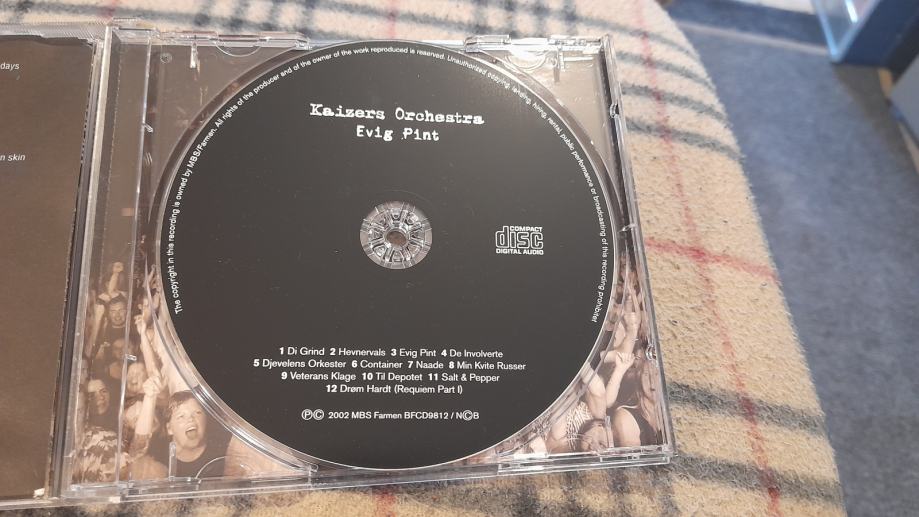 days
n skin
The copyright in this recording is owned by MBS/Farmen. All rights of the producer and of the owner of the work reproduced is reserved. Unauthorized copying, lending, hiring, rental, public performance or broadcasting of this recording prohibitet
Kaizers Orchestra
Evig Pint
COMPACT
disc
DIGITAL AUDIO
1 Di Grind 2 Hevnervals 3 Evig Pint 4 De Involverte
5 Djevelens Orkester 6 Container 7 Naade 8 Min Kvite Russer
9 Veterans Klage 10 Til Depotet 11 Salt & Pepper
12 Drøm Hardt (Requiem Part I)
ⓅⒸ 2002 MBS Farmen BFCD9812 / NⒸB